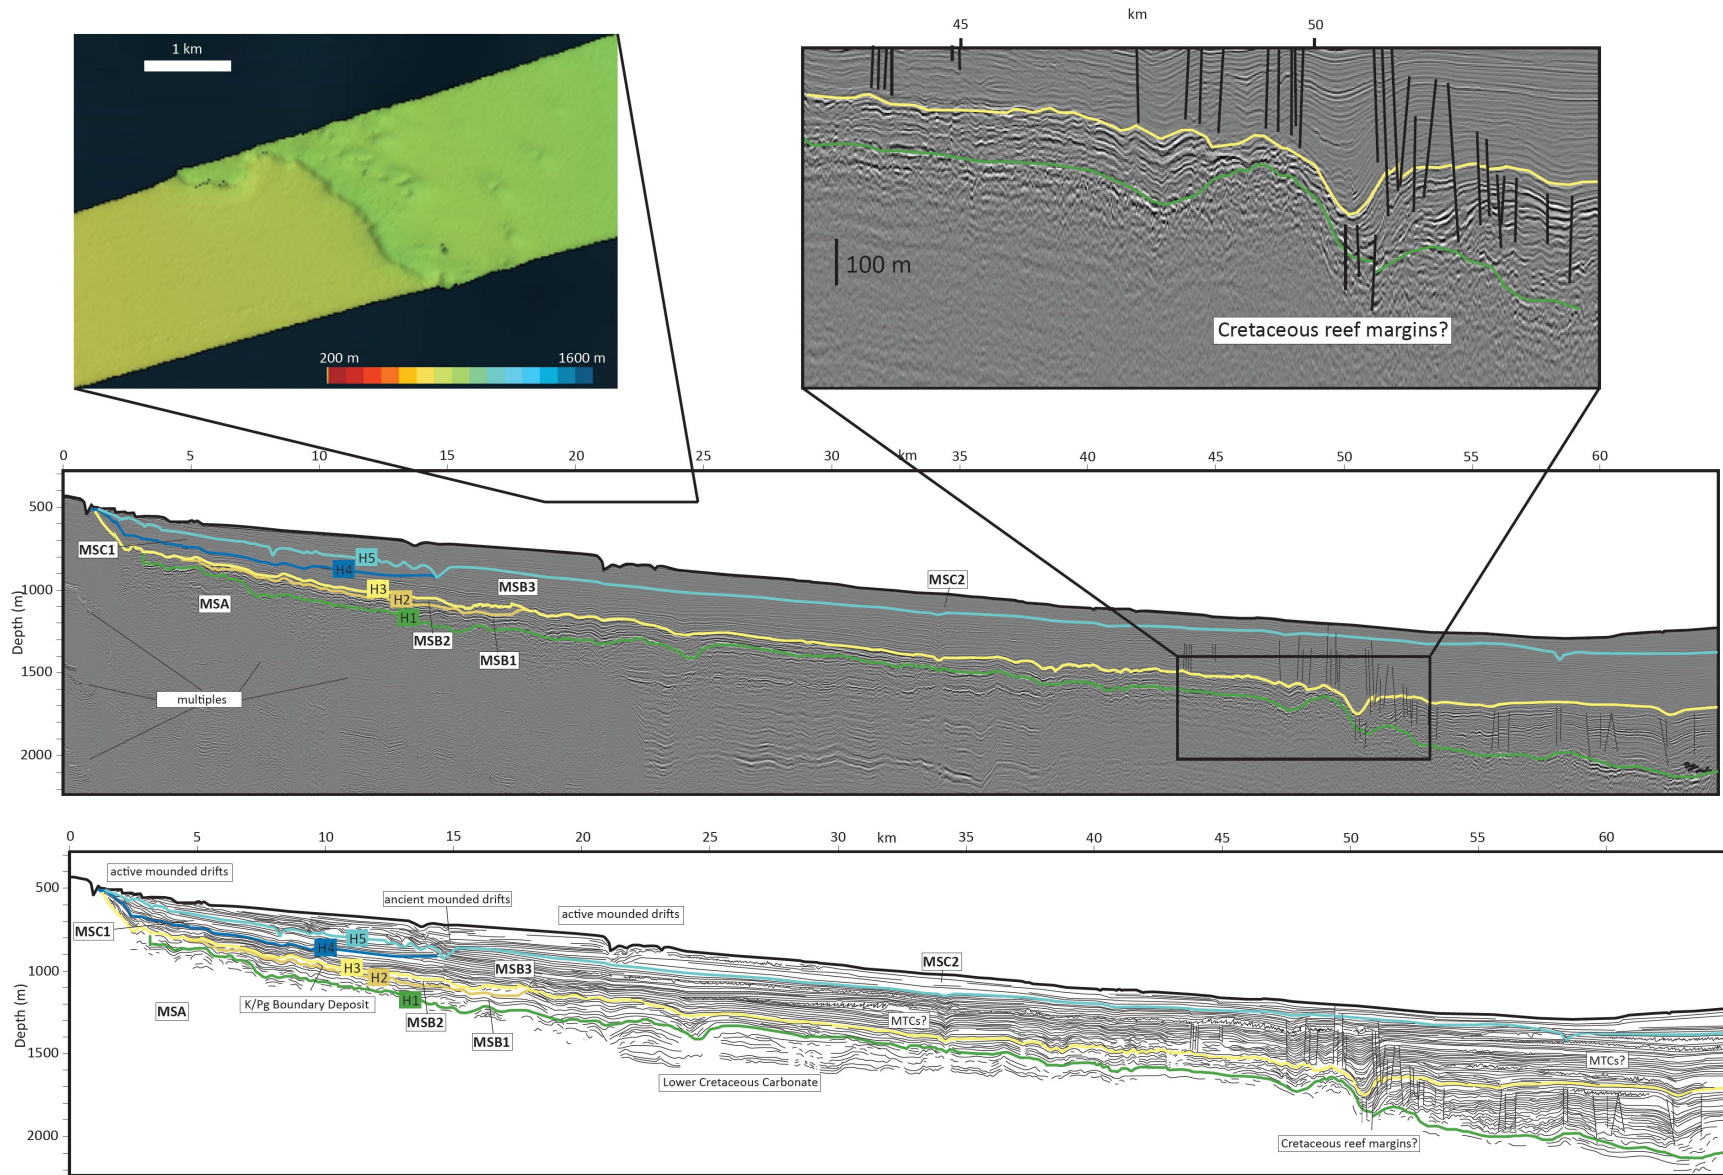 1 km
200 m 1600 m
km
45 50
100 m
Cretaceous reef margins?
0 5 10 15 20 25 km 30 35 40 45 50 55 60
Depth (m)
500
1000
1500
2000
MSC1
H5
H4
H3
H2
H1
MSA
MSB3
MSB2
MSB1
MSC2
multiples
0 5 10 15 20 25 30 km 35 40 45 50 55 60
Depth (m)
500
1000
1500
2000
active mounded drifts
ancient mounded drifts
active mounded drifts
MSC1
H5
H4
H3
H2
H1
MSB3
MSC2
K/Pg Boundary Deposit
MSA
MSB2
MSB1
MTCs?
MTCs?
Lower Cretaceous Carbonate
Cretaceous reef margins?